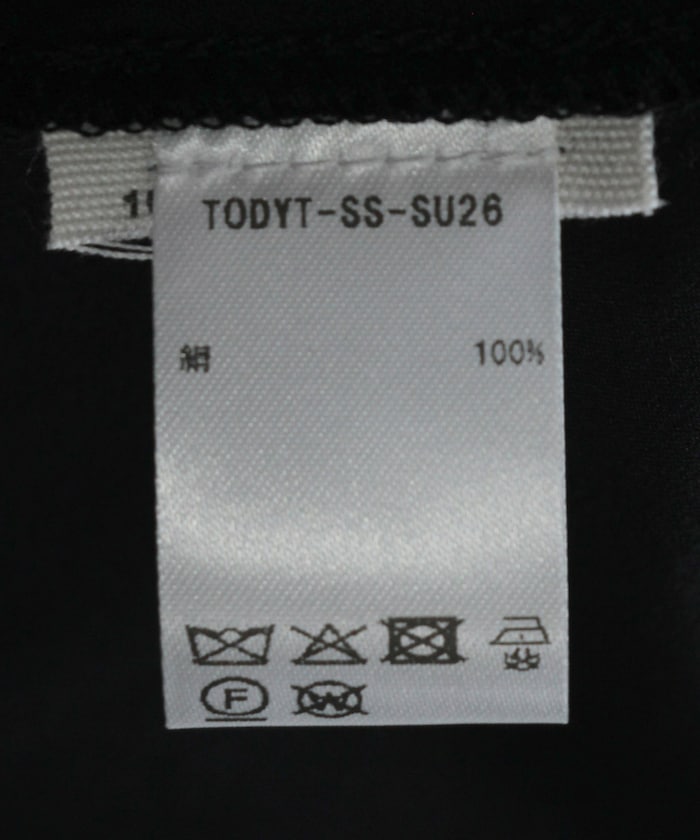 TODYT-SS-SU26
絹 100%
F
W